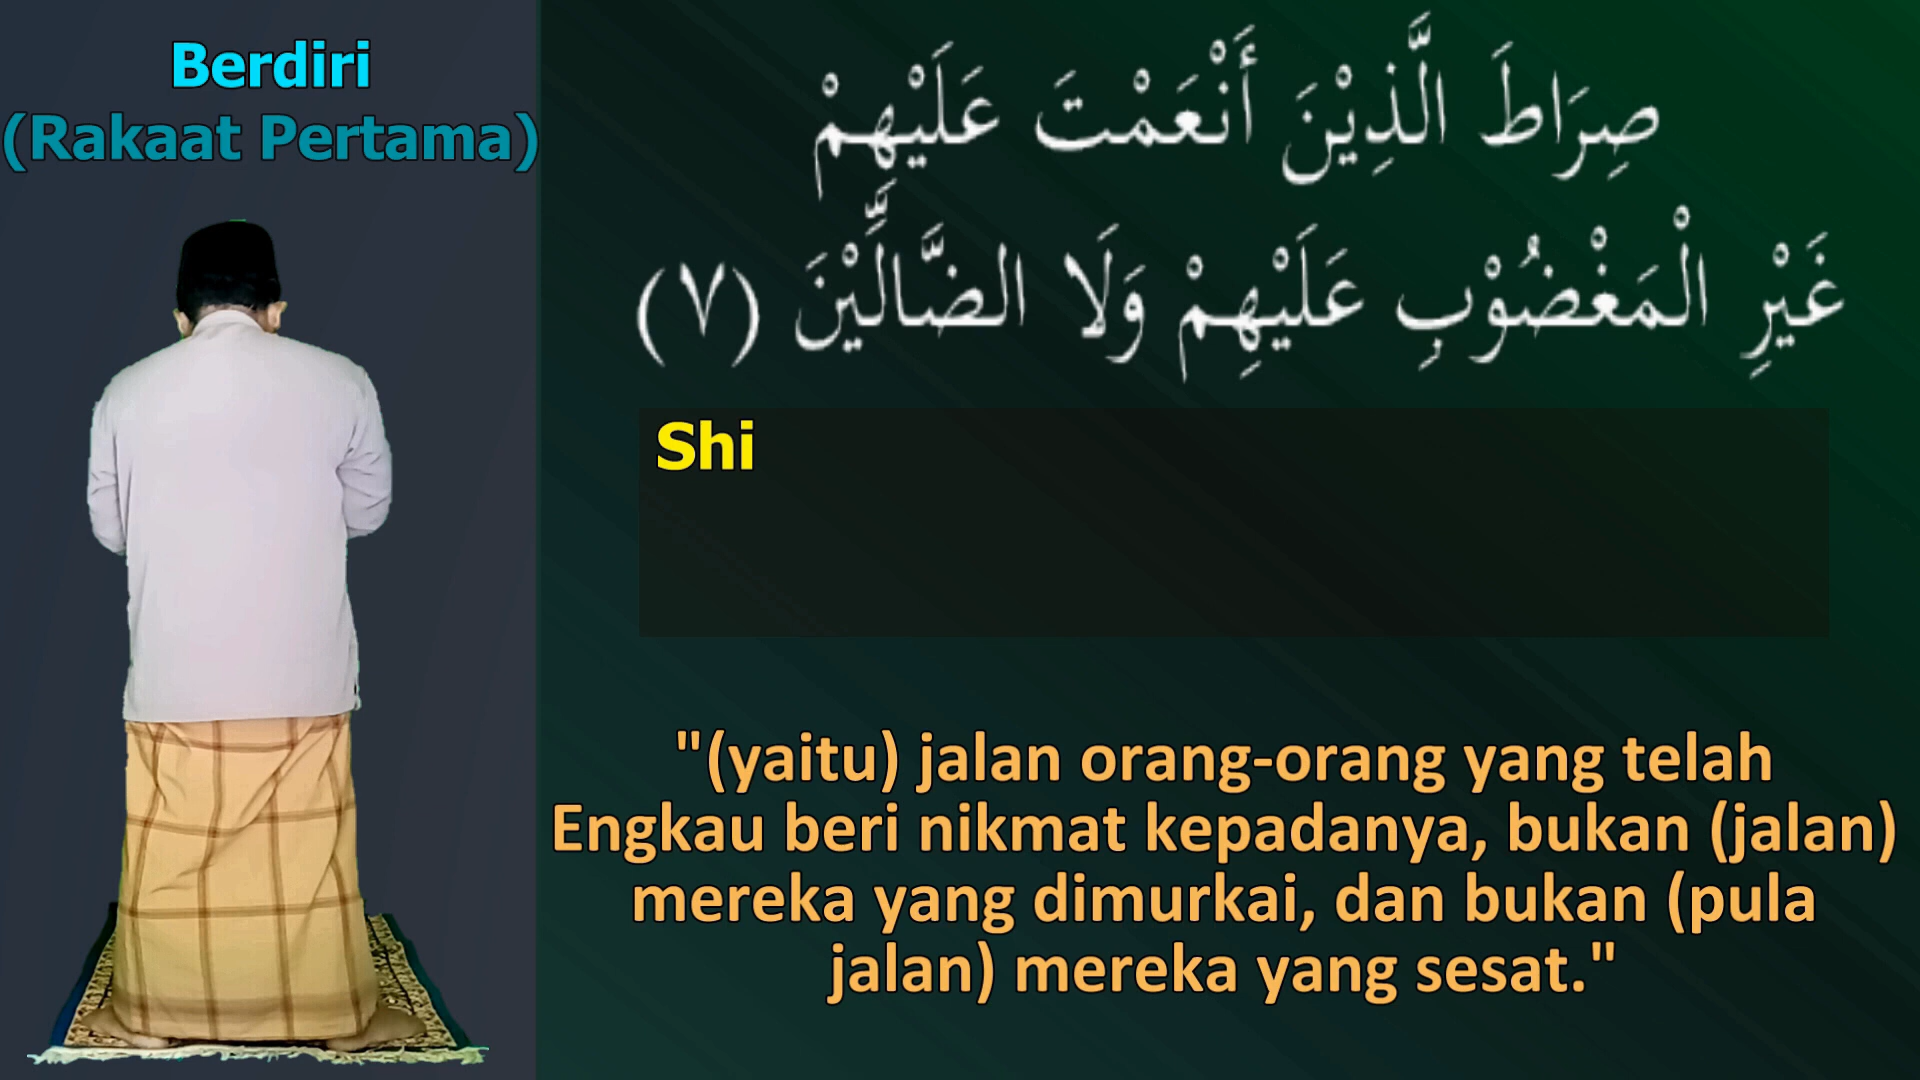 Berdiri
(Rakaat Pertama)
صِرَاطَ الَّذِيْنَ أَنْعَمْتَ عَلَيْهِمْ
غَيْرِ الْمَغْضُوْبِ عَلَيْهِمْ وَلَا الضَّالِّيْنَ (٧)
Shi
"(yaitu) jalan orang-orang yang telah
Engkau beri nikmat kepadanya, bukan (jalan)
mereka yang dimurkai, dan bukan (pula
jalan) mereka yang sesat."